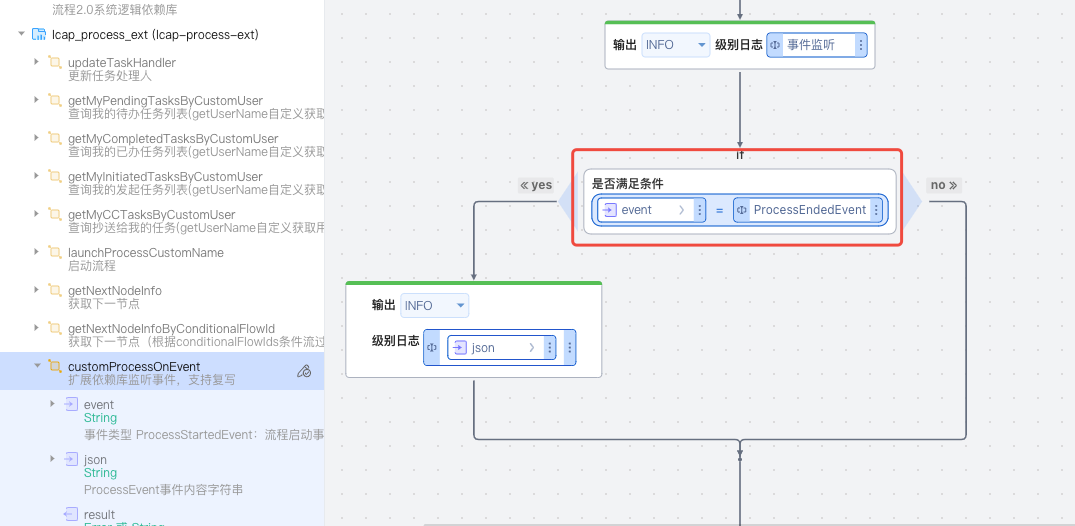 流程2.0系统逻辑依赖库
lcap_process_ext (lcap-process-ext)
updateTaskHandler
更新任务处理人
getMyPendingTasksByCustomUser
查询我的待办任务列表(getUserName自定义获取
getMyCompletedTasksByCustomUser
查询我的已办任务列表(getUserName自定义获取
getMyInitiatedTasksByCustomUser
查询我的发起任务列表(getUserName自定义获取
getMyCCTasksByCustomUser
查询抄送给我的任务(getUserName自定义获取用
launchProcessCustomName
启动流程
getNextNodeInfo
获取下一节点
getNextNodeInfoByConditionalFlowId
获取下一节点（根据conditionalFlowIds条件流过
customProcessOnEvent
扩展依赖库监听事件，支持复写
event
String
事件类型 ProcessStartedEvent：流程启动事
json
String
ProcessEvent事件内容字符串
result
Error 或 String
输出 INFO 级别日志 事件监听
if
是否满足条件
« yes
no »
event = ProcessEndedEvent
输出 INFO
级别日志 json